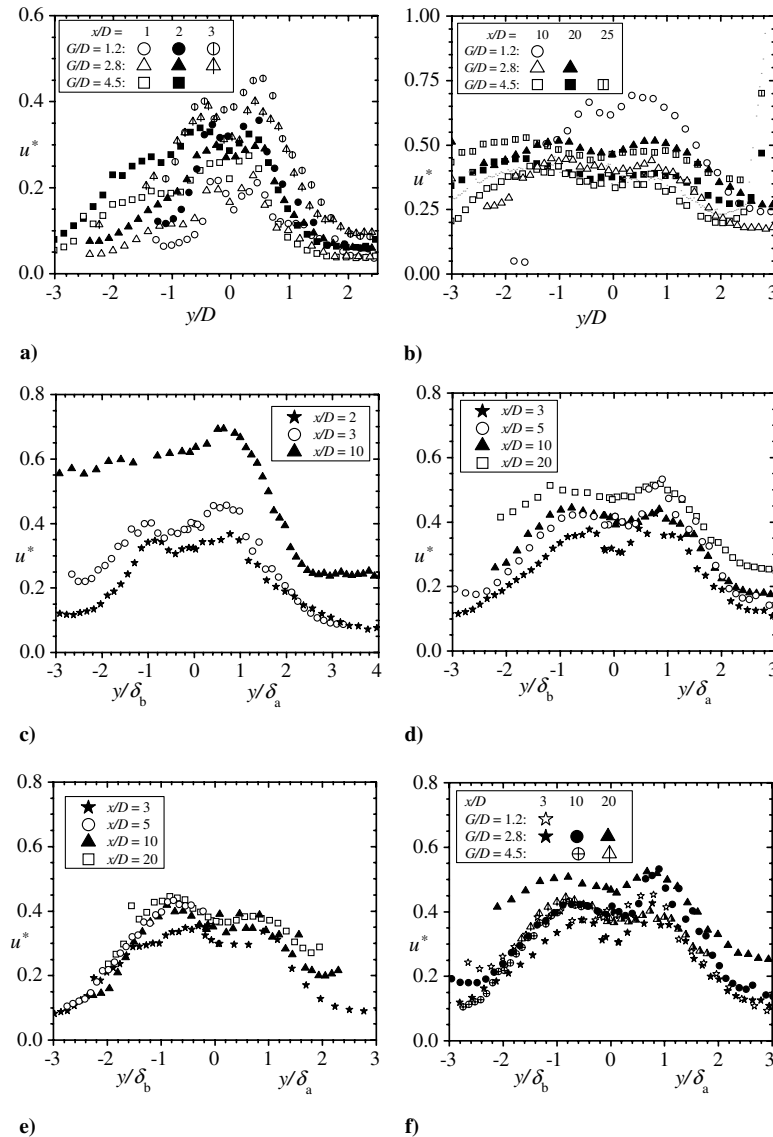 x/D = 1 2 3
G/D = 1.2:
G/D = 2.8:
G/D = 4.5:
0.6
0.4
0.2
0.0
u*
-3 -2 -1 0 1 2
y/D
a)
x/D = 10 20 25
G/D = 1.2:
G/D = 2.8:
G/D = 4.5:
1.00
0.75
0.50
0.25
0.00
u*
-3 -2 -1 0 1 2 3
y/D
b)
x/D = 2
x/D = 3
x/D = 10
0.8
0.6
0.4
0.2
0.0
u*
-3 -2 -1 0 1 2 3 4
y/δb y/δa
c)
x/D = 3
x/D = 5
x/D = 10
x/D = 20
0.8
0.6
0.4
0.2
0.0
u*
-3 -2 -1 0 1 2 3
y/δb y/δa
d)
x/D = 3
x/D = 5
x/D = 10
x/D = 20
0.8
0.6
0.4
0.2
0.0
u*
-3 -2 -1 0 1 2 3
y/δb y/δa
e)
x/D 3 10 20
G/D = 1.2:
G/D = 2.8:
G/D = 4.5:
0.8
0.6
0.4
0.2
0.0
u*
-3 -2 -1 0 1 2 3
y/δb y/δa
f)